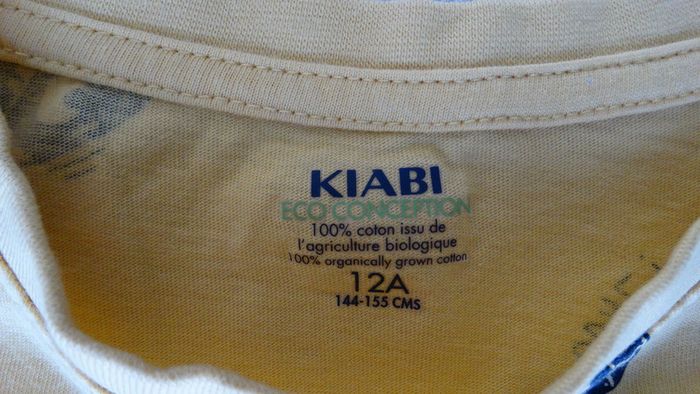 KIABI
ECO CONCEPTION
100% coton issu de
l'agriculture biologique
100% organically grown cotton
12A
144-155 CMS